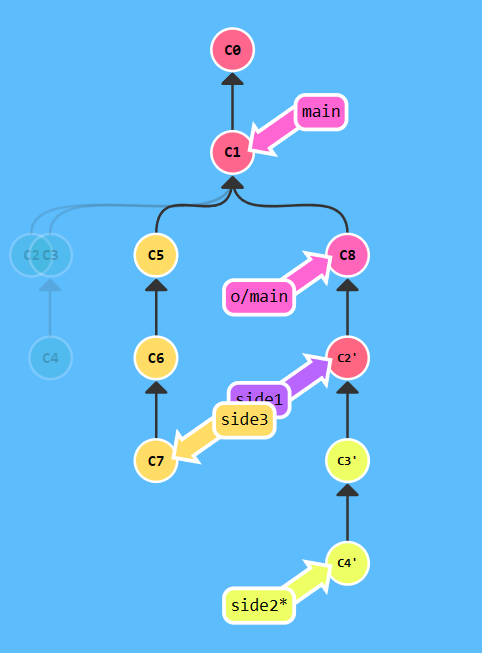 C0
main
C1
C2 C3
C5
C8
o/main
C4
C6
C2'
side1
side3
C7
C3'
C4'
side2*